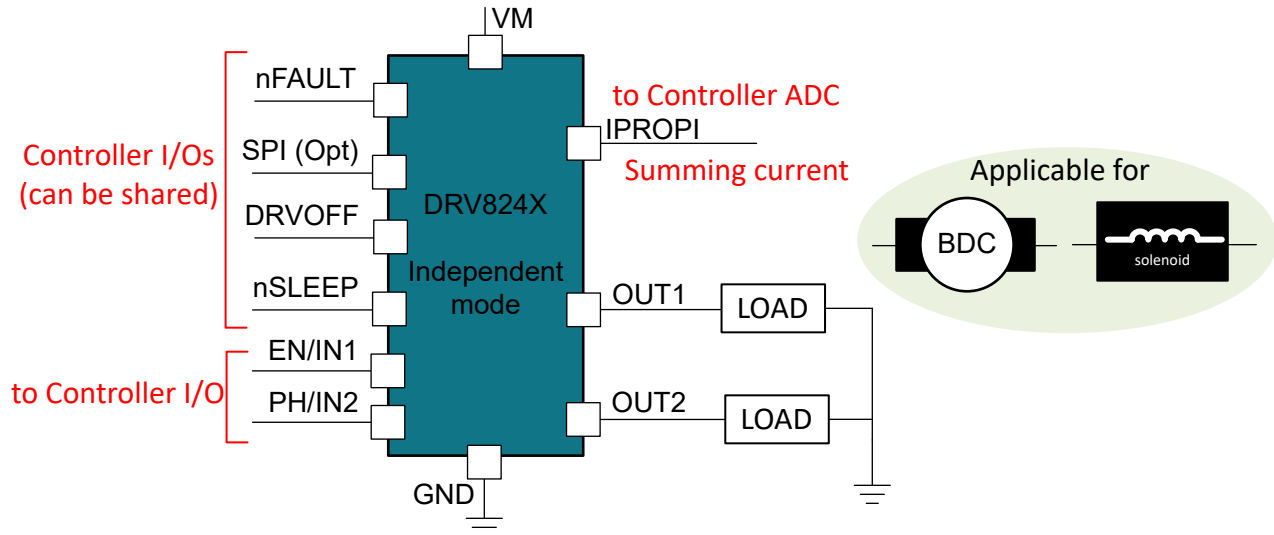 VM
nFAULT
SPI (Opt)
DRVOFF
nSLEEP
EN/IN1
PH/IN2
Controller I/Os
(can be shared)
to Controller I/O
DRV824X
Independent
mode
GND
to Controller ADC
IPROPI
Summing current
OUT1
LOAD
OUT2
LOAD
Applicable for
BDC
solenoid